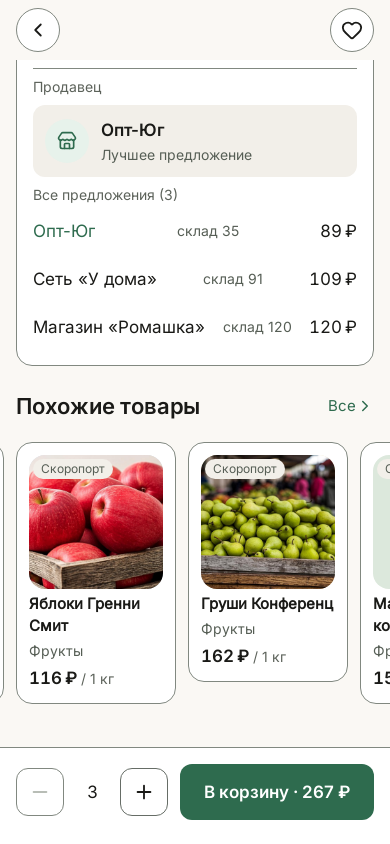 Продавец
Опт-Юг
Лучшее предложение
Все предложения (3)
Опт-Юг склад 35 89 ₽
Сеть «У дома» склад 91 109 ₽
Магазин «Ромашка» склад 120 120 ₽
Похожие товары Все
Скоропорт
Яблоки Гренни
Смит
Фрукты
116 ₽ / 1 кг
Скоропорт
Груши Конференц
Фрукты
162 ₽ / 1 кг
3 В корзину · 267 ₽